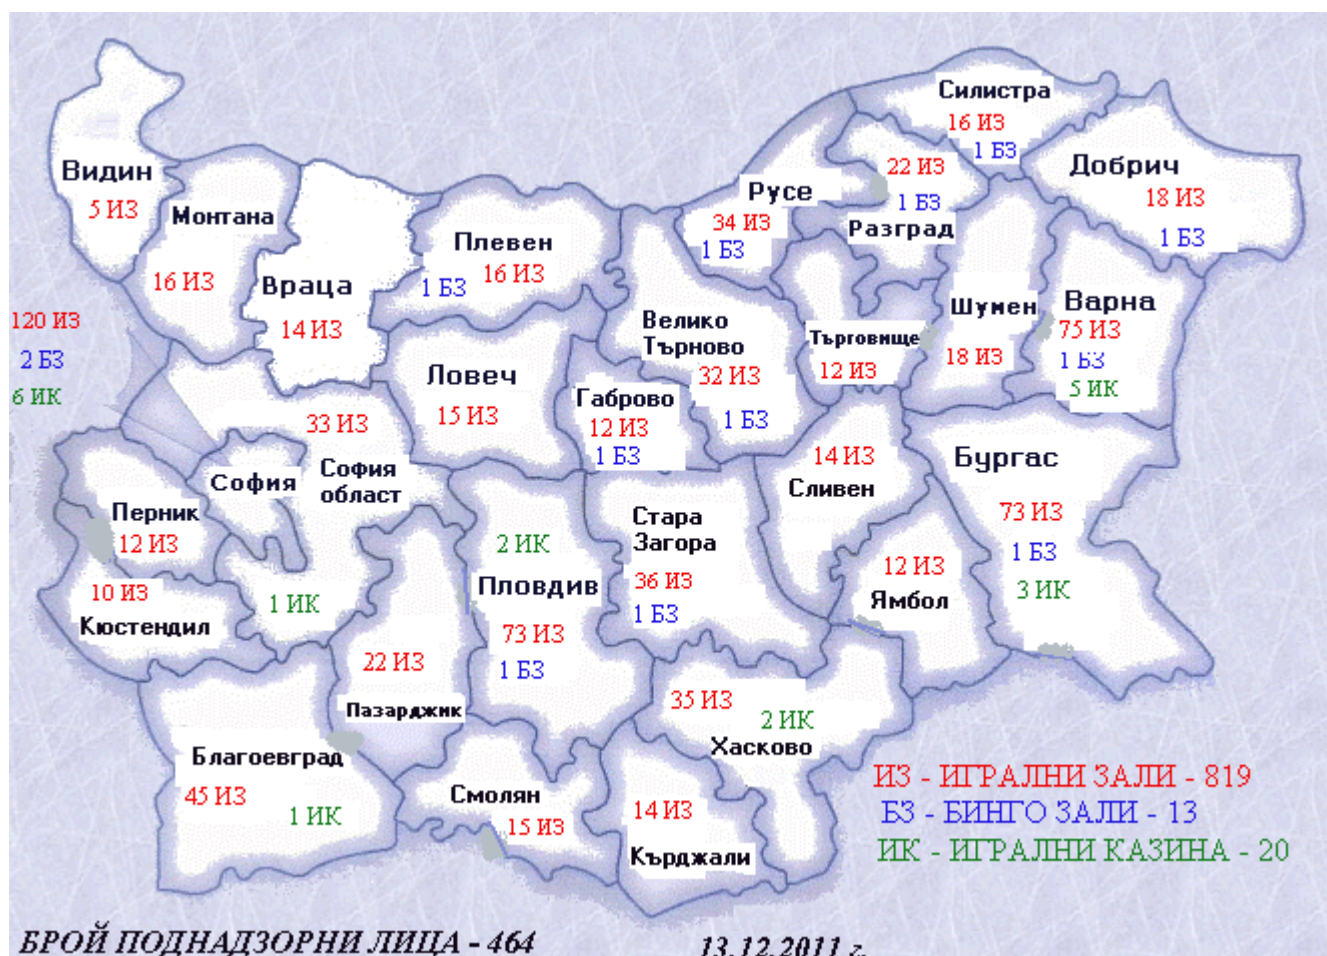 Силистра
16 ИЗ
1 БЗ
Видин
5 ИЗ
Монтана
16 ИЗ
Враца
14 ИЗ
Плевен
1 БЗ 16 ИЗ
Русе
34 ИЗ
1 БЗ
22 ИЗ
1 БЗ
Разград
Добрич
18 ИЗ
1 БЗ
120 ИЗ
2 БЗ
6 ИК
Ловеч
15 ИЗ
Габрово
12 ИЗ
1 БЗ
Велико
Търново
32 ИЗ
1 БЗ
Търговище
12 ИЗ
Шумен
18 ИЗ
Варна
75 ИЗ
1 БЗ
5 ИК
33 ИЗ
София
област
1 ИК
София
Перник
12 ИЗ
10 ИЗ
Кюстендил
2 ИК
Пловдив
73 ИЗ
1 БЗ
Стара
Загора
36 ИЗ
1 БЗ
14 ИЗ
Сливен
12 ИЗ
Ямбол
Бургас
73 ИЗ
1 БЗ
3 ИК
22 ИЗ
Пазарджик
Благоевград
45 ИЗ
1 ИК
Смолян
15 ИЗ
35 ИЗ
2 ИК
Хасково
14 ИЗ
Кърджали
ИЗ - ИГРАЛНИ ЗАЛИ - 819
БЗ - БИНГО ЗАЛИ - 13
ИК - ИГРАЛНИ КАЗИНА - 20
БРОЙ ПОДНАДЗОРНИ ЛИЦА - 464
13.12.2011 г.